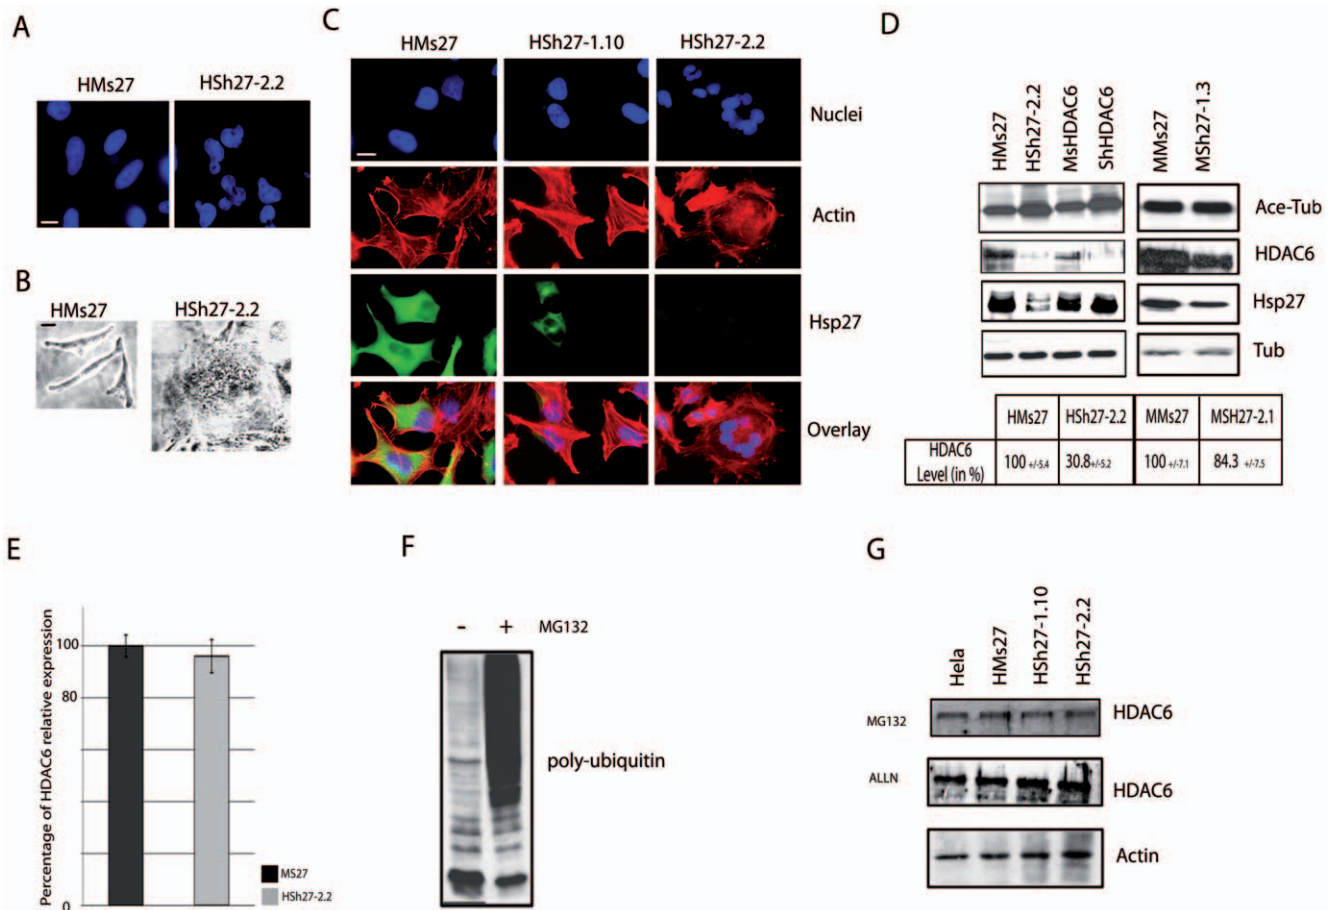 A
HMs27
HSh27-2.2
B
HMs27
HSh27-2.2
C
HMs27
HSh27-1.10
HSh27-2.2
Nuclei
Actin
Hsp27
Overlay
D
HMs27
HSh27-2.2
MsHDAC6
ShHDAC6
MMs27
MSh27-1.3
Ace-Tub
HDAC6
Hsp27
Tub
HMs27 HSh27-2.2 MMs27 MSH27-2.1
HDAC6
Level (in %)
100 +/-5.4 30.8+/-5.2 100 +/-7.1 84.3 +/-7.5
E
Percentage of HDAC6 relative expression
100
80
0
MS27
HSh27-2.2
F
- + MG132
poly-ubiquitin
G
Hela
HMs27
HSh27-1.10
HSh27-2.2
MG132
HDAC6
ALLN
HDAC6
Actin